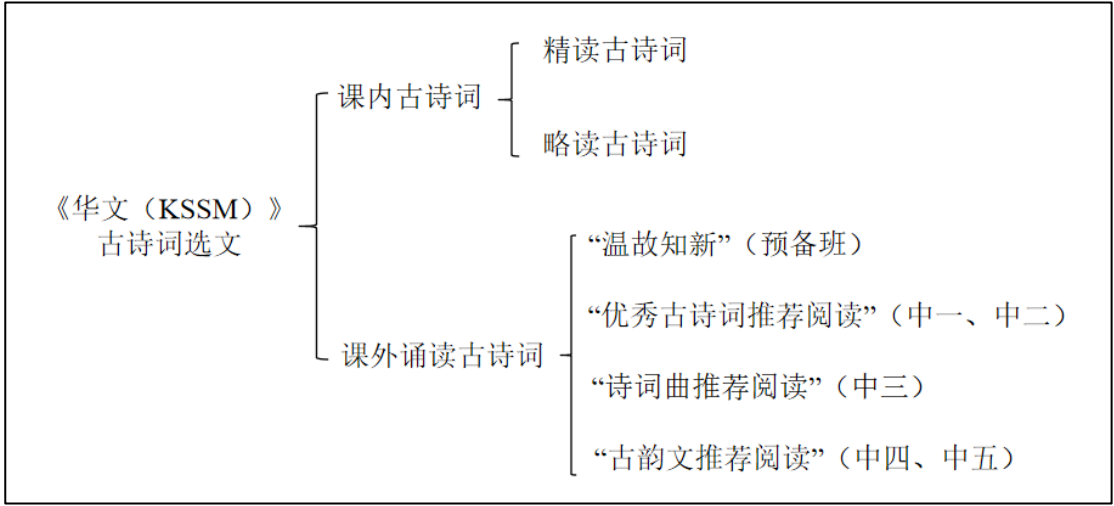 《华文（KSSM）》
古诗词选文
课内古诗词
精读古诗词
略读古诗词
课外诵读古诗词
“温故知新”（预备班）
“优秀古诗词推荐阅读”（中一、中二）
“诗词曲推荐阅读”（中三）
“古韵文推荐阅读”（中四、中五）